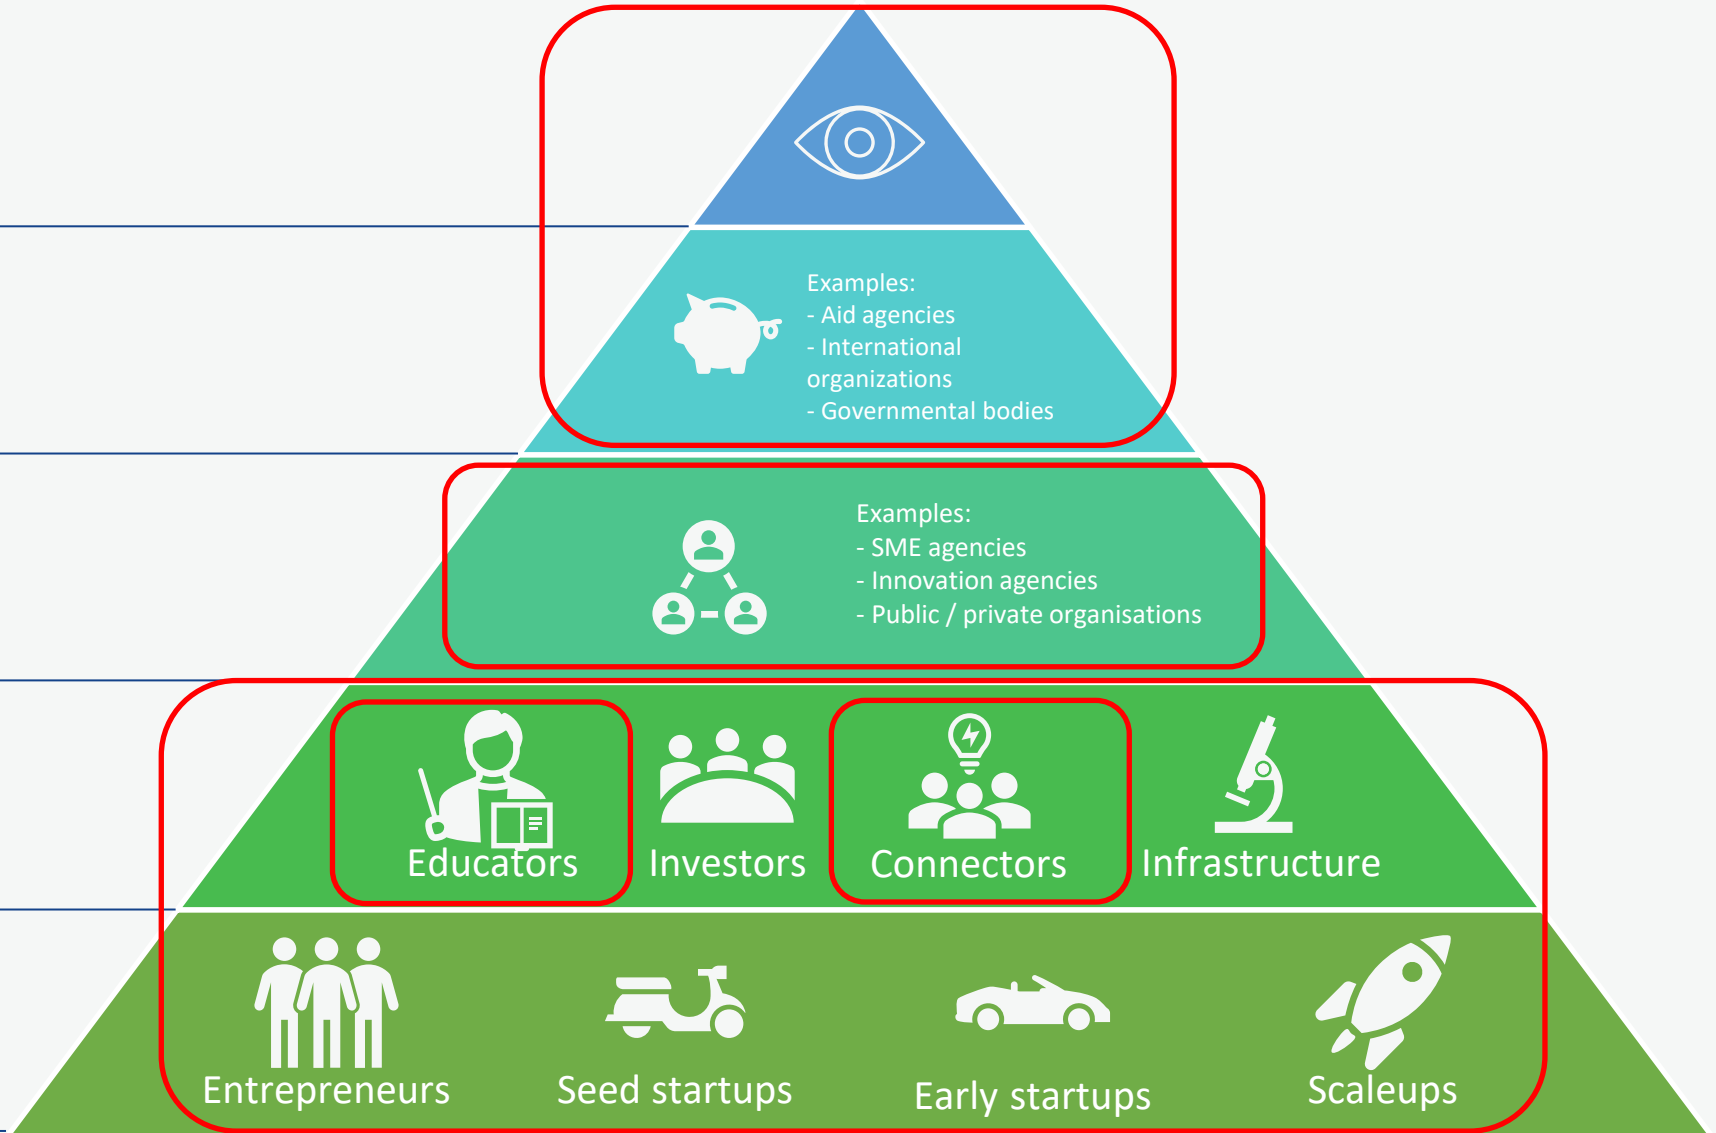 Examples:
- Aid agencies
- International
organizations
- Governmental bodies
Examples:
- SME agencies
- Innovation agencies
- Public / private organisations
Educators
Investors
Connectors
Infrastructure
Entrepreneurs
Seed startups
Early startups
Scaleups